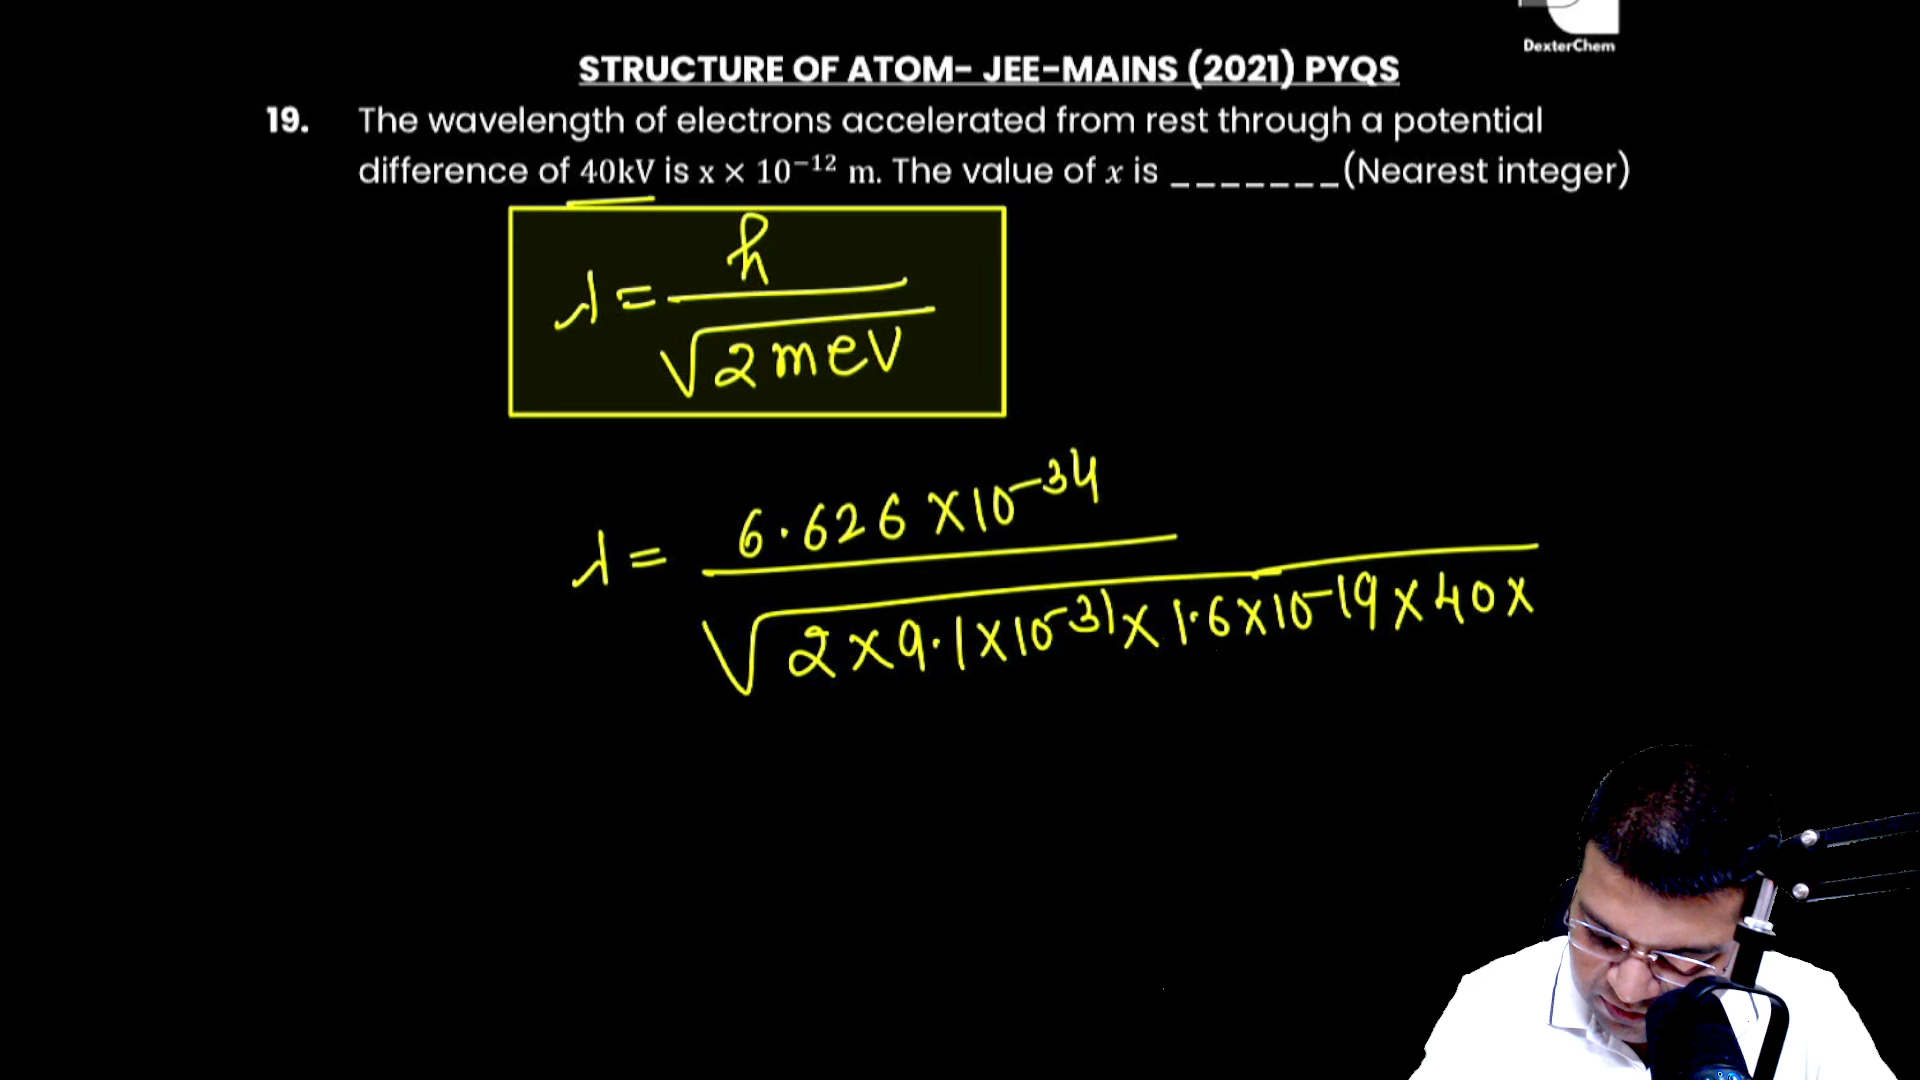 DexterChem
STRUCTURE OF ATOM- JEE-MAINS (2021) PYQS
19. The wavelength of electrons accelerated from rest through a potential
difference of 40kV is x × 10⁻¹² m. The value of x is _______(Nearest integer)
λ = h
√2meV
λ = 6.626 × 10⁻³⁴
√2 × 9.1 × 10⁻³¹ × 1.6 × 10⁻¹⁹ × 40 ×